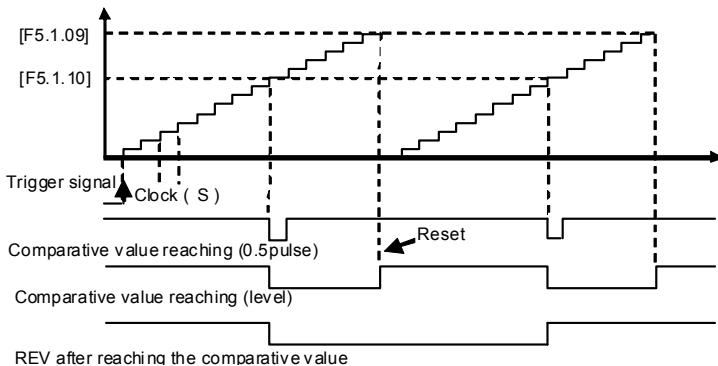 [F5.1.09]
[F5.1.10]
Trigger signal
Clock ( S )
Reset
Comparative value reaching (0.5pulse)
Comparative value reaching (level)
REV after reaching the comparative value